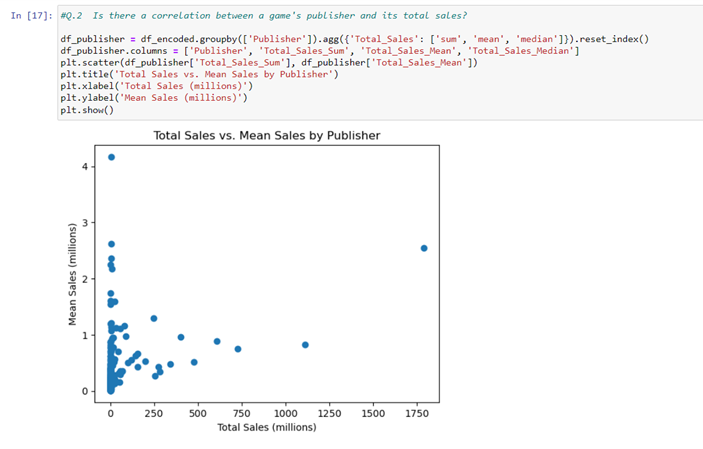 In [17]: #Q.2 Is there a correlation between a game's publisher and its total sales?
df_publisher = df_encoded.groupby(['Publisher']).agg({'Total_Sales': ['sum', 'mean', 'median']}).reset_index()
df_publisher.columns = ['Publisher', 'Total_Sales_Sum', 'Total_Sales_Mean', 'Total_Sales_Median']
plt.scatter(df_publisher['Total_Sales_Sum'], df_publisher['Total_Sales_Mean'])
plt.title('Total Sales vs. Mean Sales by Publisher')
plt.xlabel('Total Sales (millions)')
plt.ylabel('Mean Sales (millions)')
plt.show()
Total Sales vs. Mean Sales by Publisher
Mean Sales (millions)
4
3
2
1
0
0 250 500 750 1000 1250 1500 1750
Total Sales (millions)